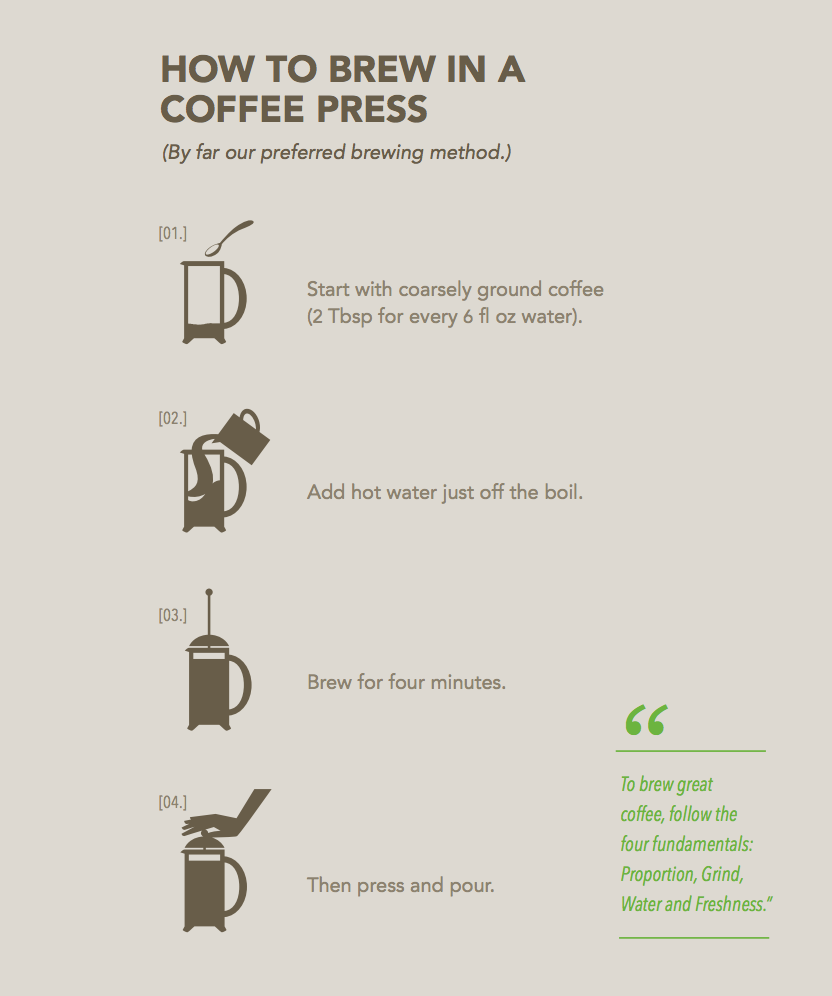 HOW TO BREW IN A
COFFEE PRESS
(By far our preferred brewing method.)
[01.]
Start with coarsely ground coffee
(2 Tbsp for every 6 fl oz water).
[02.]
Add hot water just off the boil.
[03.]
Brew for four minutes.
[04.]
Then press and pour.
“
To brew great
coffee, follow the
four fundamentals:
Proportion, Grind,
Water and Freshness.”